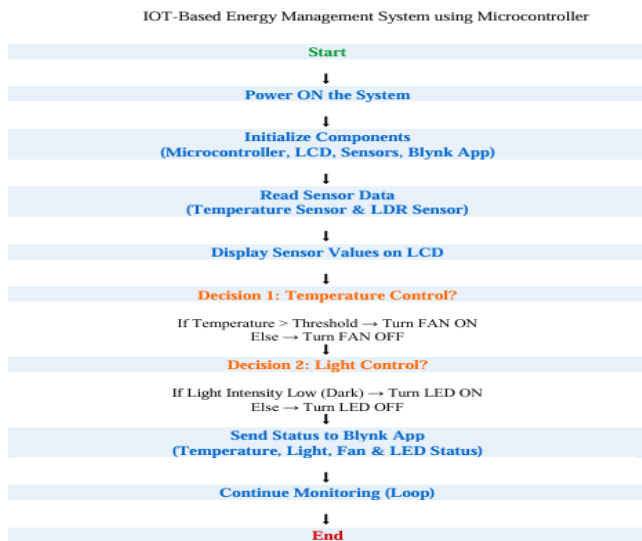 IOT-Based Energy Management System using Microcontroller
Start
↓
Power ON the System
↓
Initialize Components
(Microcontroller, LCD, Sensors, Blynk App)
↓
Read Sensor Data
(Temperature Sensor & LDR Sensor)
↓
Display Sensor Values on LCD
↓
Decision 1: Temperature Control?
If Temperature > Threshold → Turn FAN ON
Else → Turn FAN OFF
↓
Decision 2: Light Control?
If Light Intensity Low (Dark) → Turn LED ON
Else → Turn LED OFF
↓
Send Status to Blynk App
(Temperature, Light, Fan & LED Status)
↓
Continue Monitoring (Loop)
↓
End